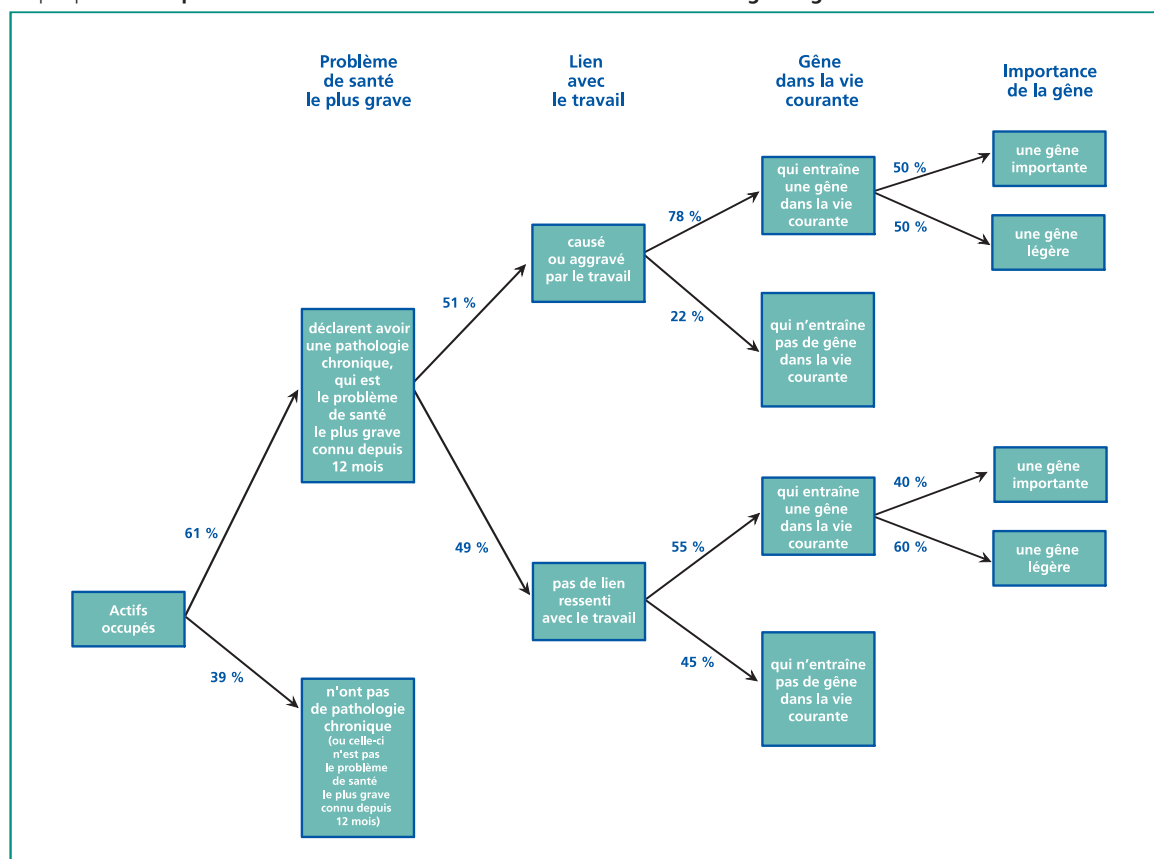 Problème
de santé
le plus grave
Lien
avec
le travail
Gêne
dans la vie
courante
Importance
de la gêne
Actifs
occupés
61 %
39 %
déclarent avoir
une pathologie
chronique,
qui est
le problème
de santé
le plus grave
connu depuis
12 mois
n'ont pas
de pathologie
chronique
(ou celle-ci
n'est pas
le problème
de santé
le plus grave
connu depuis
12 mois)
51 %
49 %
causé
ou aggravé
par le travail
pas de lien
ressenti
avec le travail
78 %
22 %
qui entraîne
une gêne
dans la vie
courante
qui n’entraîne
pas de gêne
dans la vie
courante
50 %
50 %
une gêne
importante
une gêne
légère
55 %
45 %
qui entraîne
une gêne
dans la vie
courante
qui n’entraîne
pas de gêne
dans la vie
courante
40 %
60 %
une gêne
importante
une gêne
légère